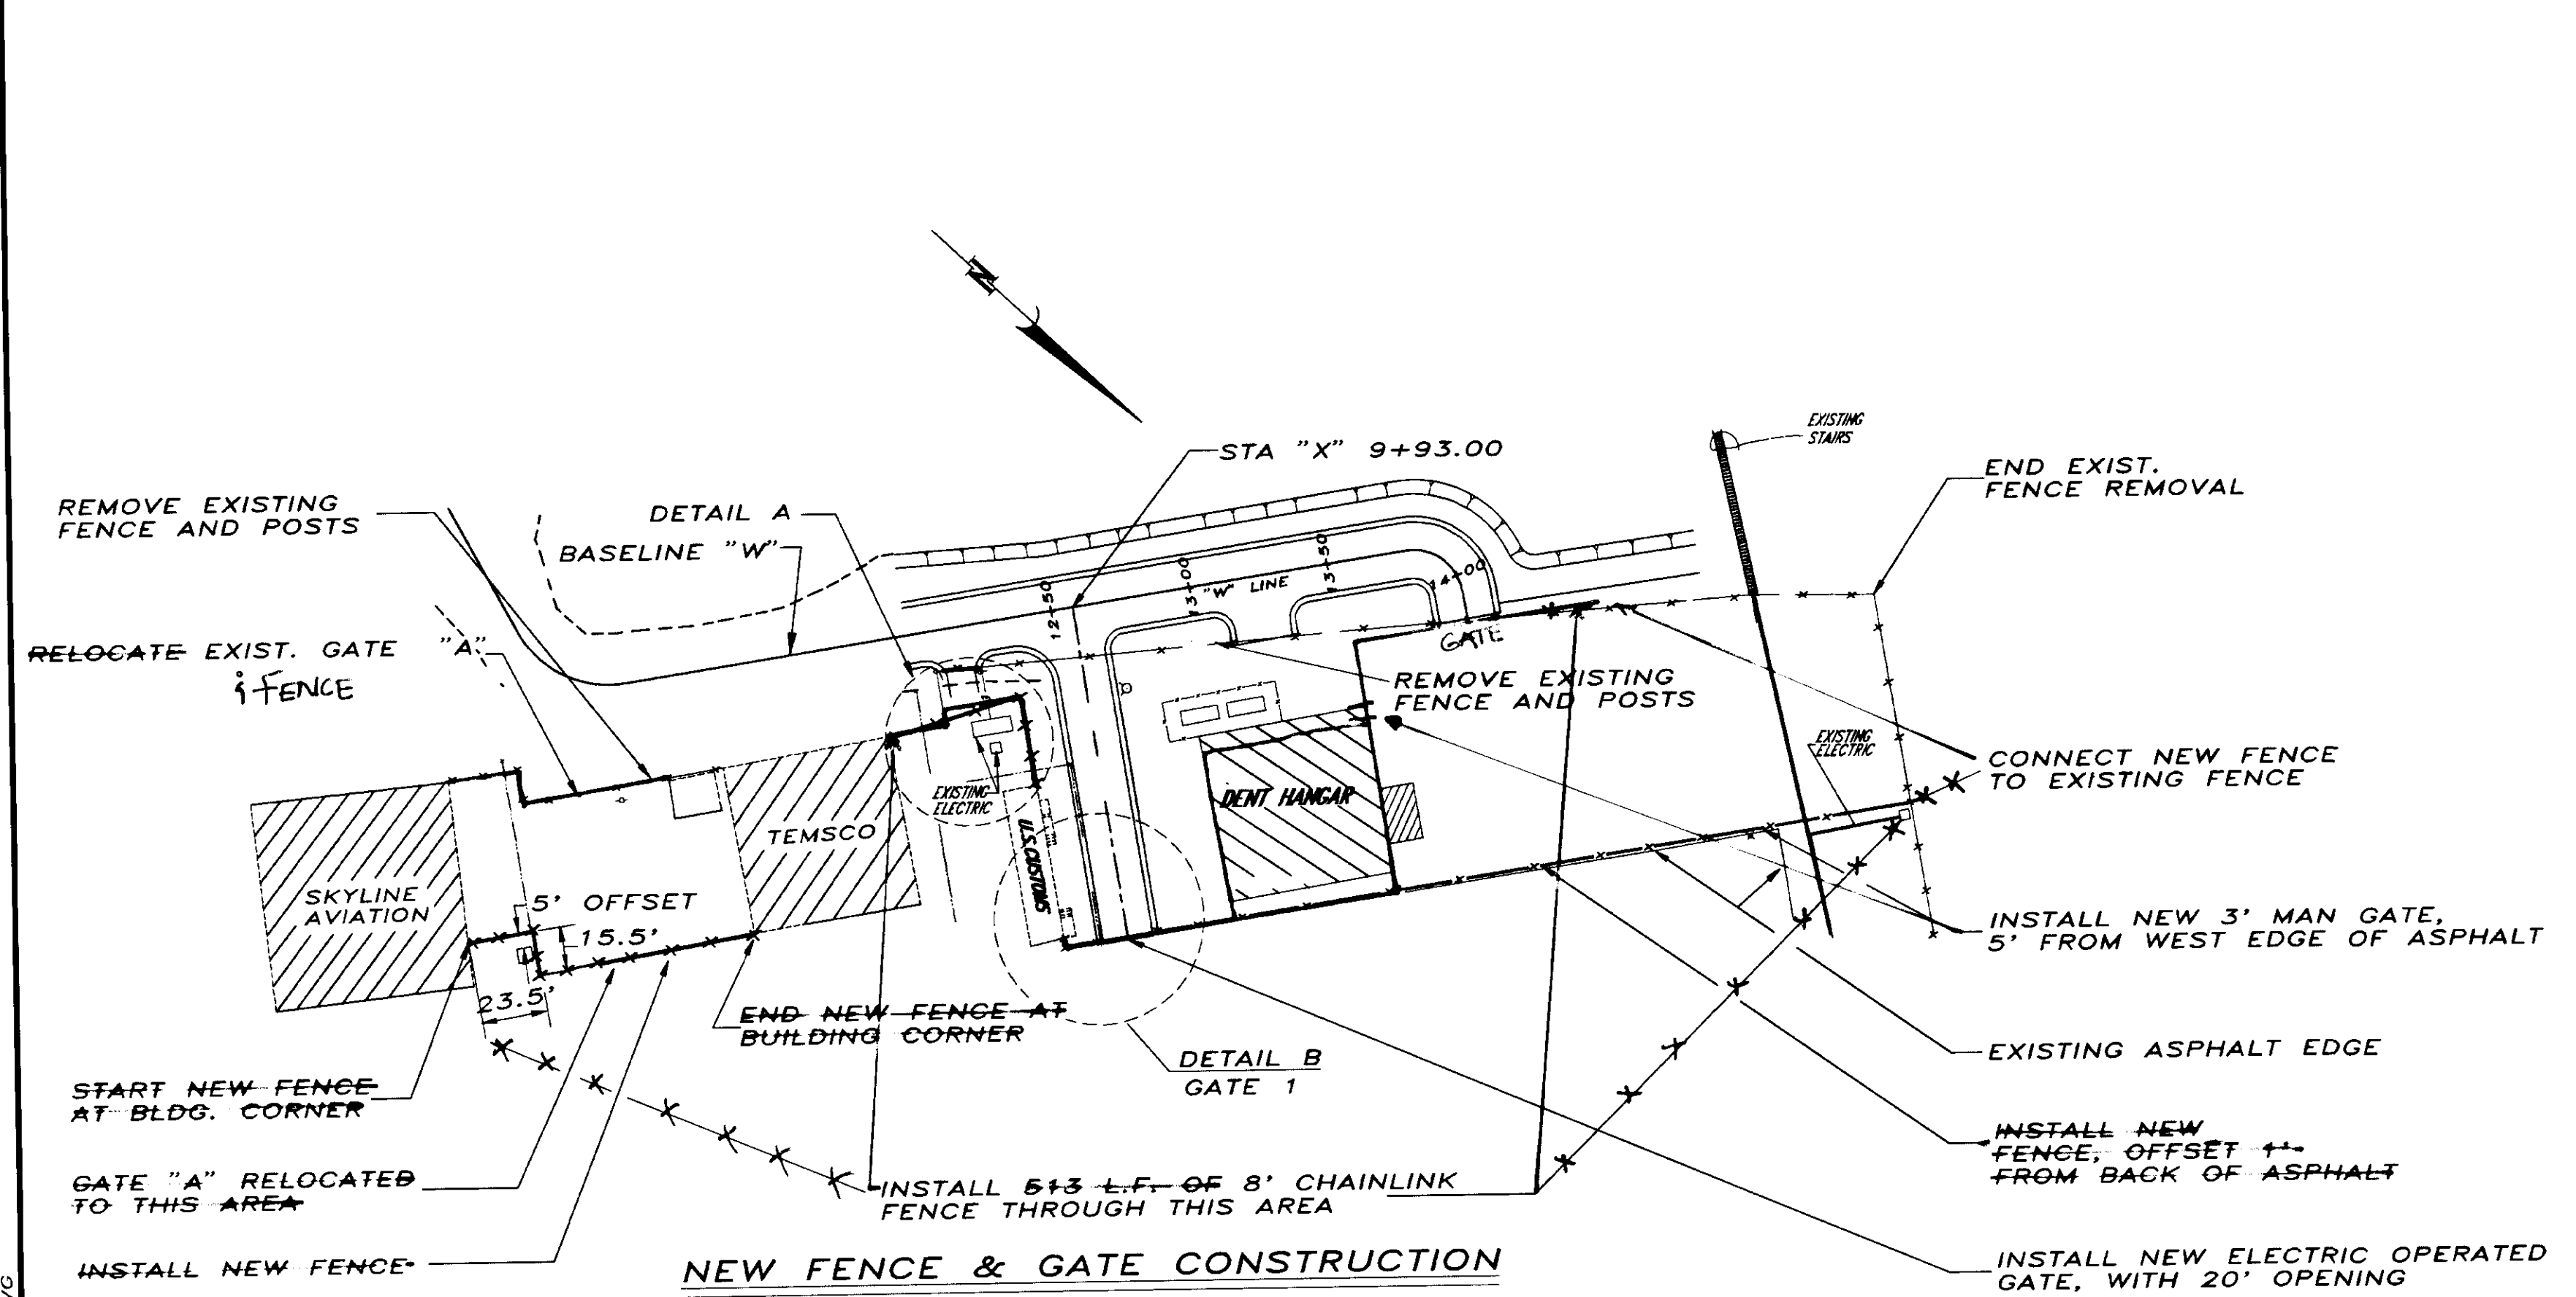 N
STA "X" 9+93.00
EXISTING
STAIRS
END EXIST.
FENCE REMOVAL
REMOVE EXISTING
FENCE AND POSTS
DETAIL A
BASELINE "W"
12+50
13+00
"W" LINE
13+50
14+00
RELOCATE EXIST. GATE "A"
& FENCE
GATE
REMOVE EXISTING
FENCE AND POSTS
EXISTING
ELECTRIC
CONNECT NEW FENCE
TO EXISTING FENCE
EXISTING
ELECTRIC
DENT HANGAR
TEMSCO
U.S. CUSTOMS
SKYLINE
AVIATION
5' OFFSET
15.5'
23.5'
INSTALL NEW 3' MAN GATE,
5' FROM WEST EDGE OF ASPHALT
END NEW FENCE AT
BUILDING CORNER
DETAIL B
GATE 1
EXISTING ASPHALT EDGE
START NEW FENCE
AT BLDG. CORNER
INSTALL NEW
FENCE, OFFSET 1'
FROM BACK OF ASPHALT
GATE "A" RELOCATED
TO THIS AREA
INSTALL 513 L.F. OF 8' CHAINLINK
FENCE THROUGH THIS AREA
INSTALL NEW FENCE
NEW FENCE & GATE CONSTRUCTION
INSTALL NEW ELECTRIC OPERATED
GATE, WITH 20' OPENING